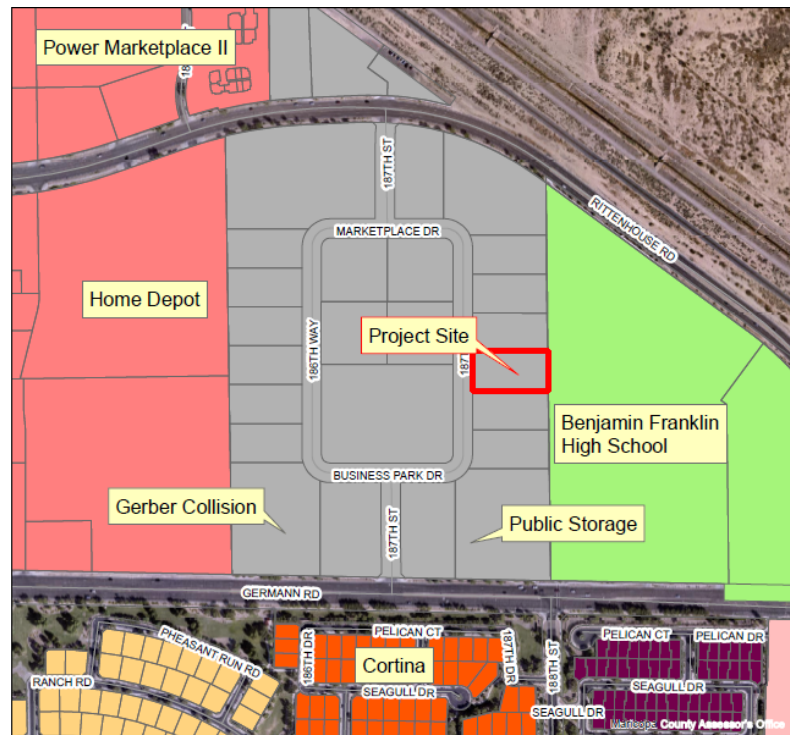 Power Marketplace II
187TH ST
RITTENHOUSE RD
MARKETPLACE DR
Home Depot
Project Site
186TH WAY
187T
Benjamin Franklin
High School
BUSINESS PARK DR
Gerber Collision
Public Storage
187TH ST
GERMANN RD
PHEASANT RUN RD
186TH DR
PELICAN CT
187TH DR
188TH ST
PELICAN CT
PELICAN DR
Cortina
RANCH RD
SEAGULL DR
SEAGULL DR
SEAGULL DR
Maricopa County Assessor's Office